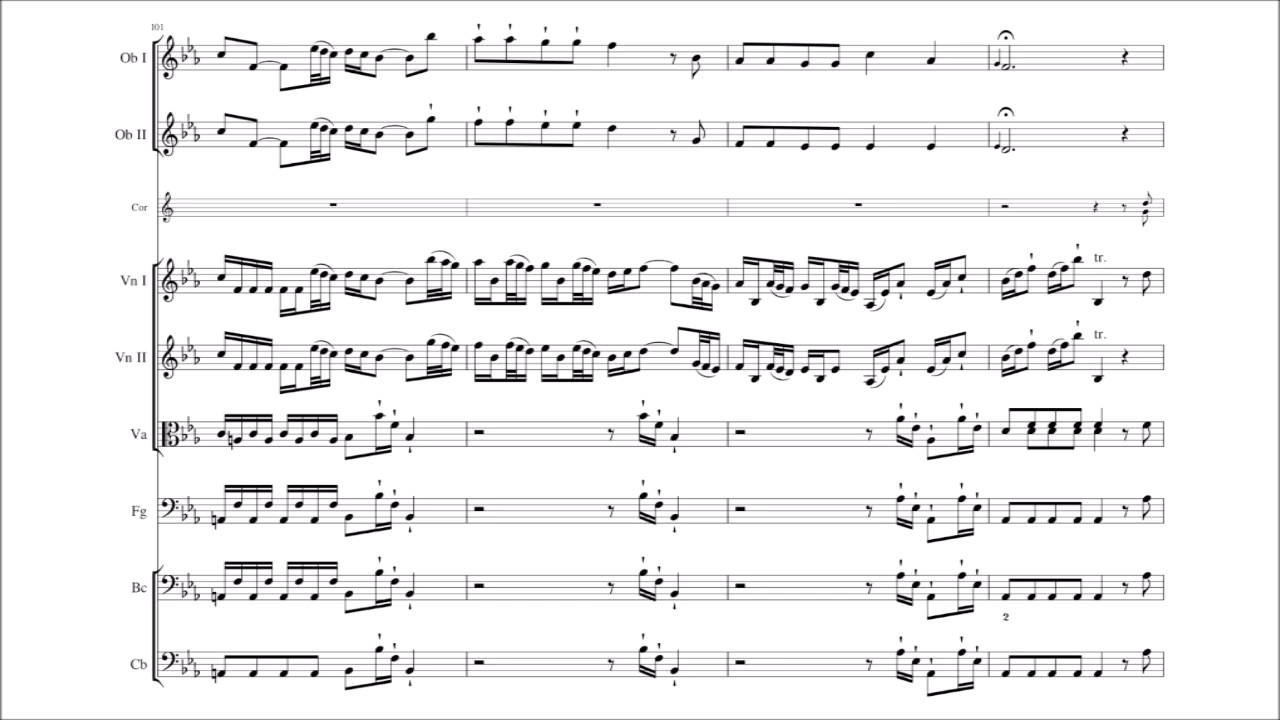 101
Ob I
Ob II
Cor
Vn I
tr.
Vn II
tr.
Va
Fg
Bc
2
Cb